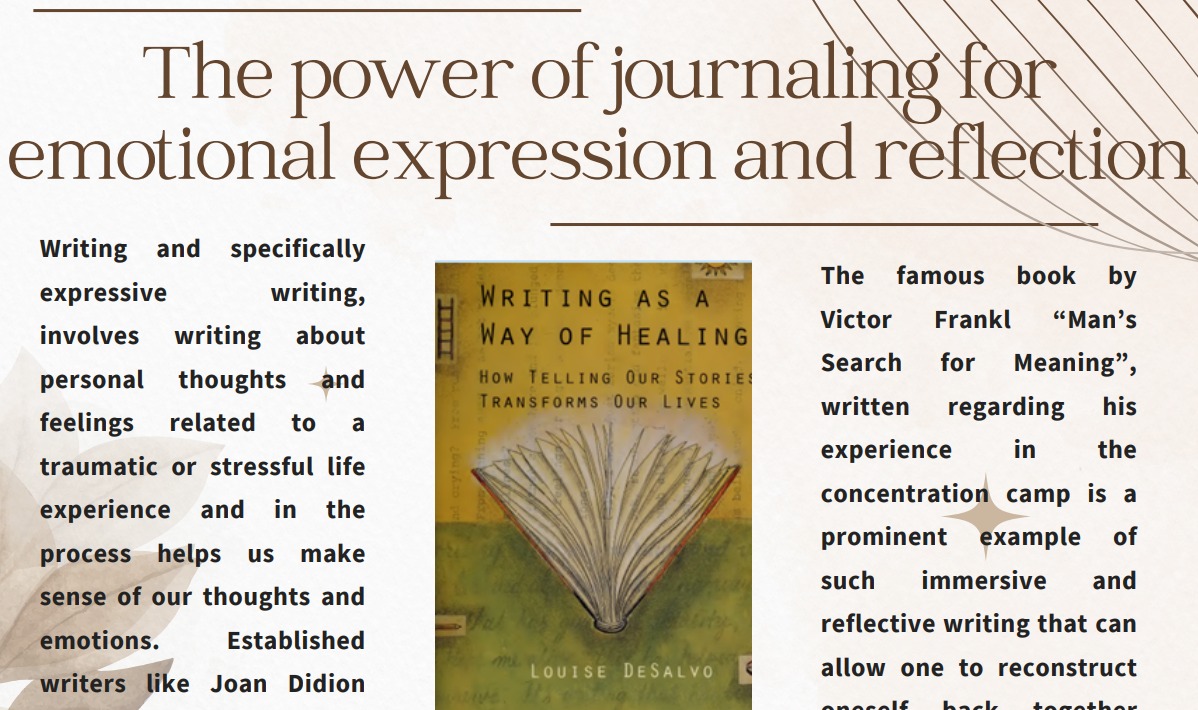 The power of journaling for
emotional expression and reflection
Writing and specifically
expressive writing,
involves writing about
personal thoughts and
feelings related to a
traumatic or stressful life
experience and in the
process helps us make
sense of our thoughts and
emotions. Established
writers like Joan Didion
WRITING AS A
WAY OF HEALING
HOW TELLING OUR STORIES
TRANSFORMS OUR LIVES
LOUISE DESALVO
The famous book by
Victor Frankl “Man’s
Search for Meaning”,
written regarding his
experience in the
concentration camp is a
prominent example of
such immersive and
reflective writing that can
allow one to reconstruct
oneself back together